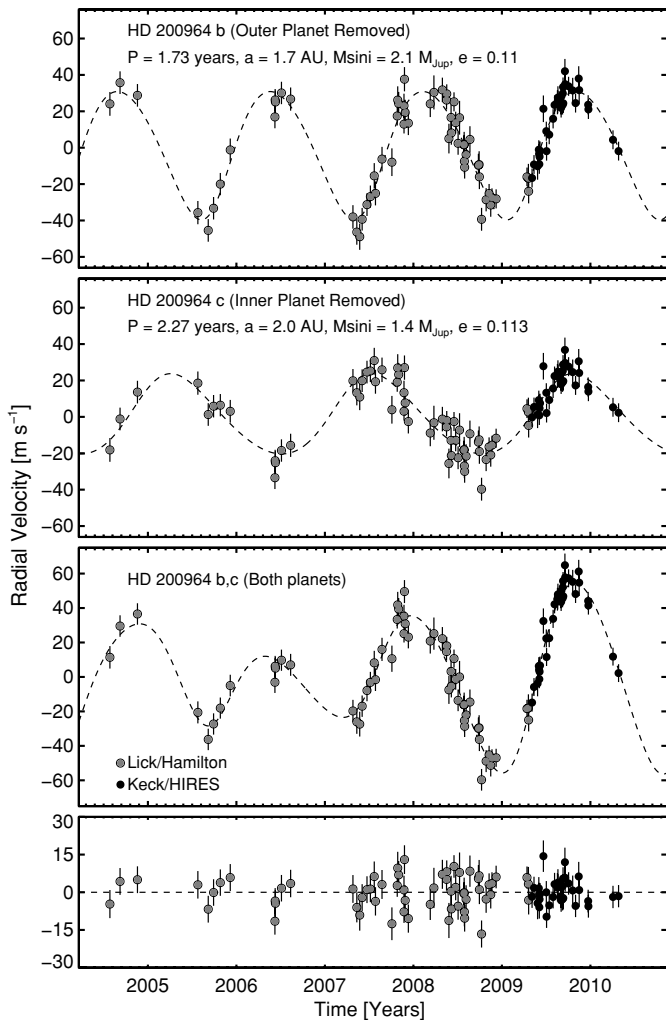 HD 200964 b (Outer Planet Removed)
P = 1.73 years, a = 1.7 AU, Msini = 2.1 M_Jup, e = 0.11
60
40
20
0
−20
−40
−60
HD 200964 c (Inner Planet Removed)
P = 2.27 years, a = 2.0 AU, Msini = 1.4 M_Jup, e = 0.113
60
40
20
0
−20
−40
−60
Radial Velocity [m s⁻¹]
HD 200964 b,c (Both planets)
60
40
20
0
−20
−40
−60
Lick/Hamilton
Keck/HIRES
30
15
0
−15
−30
2005 2006 2007 2008 2009 2010
Time [Years]